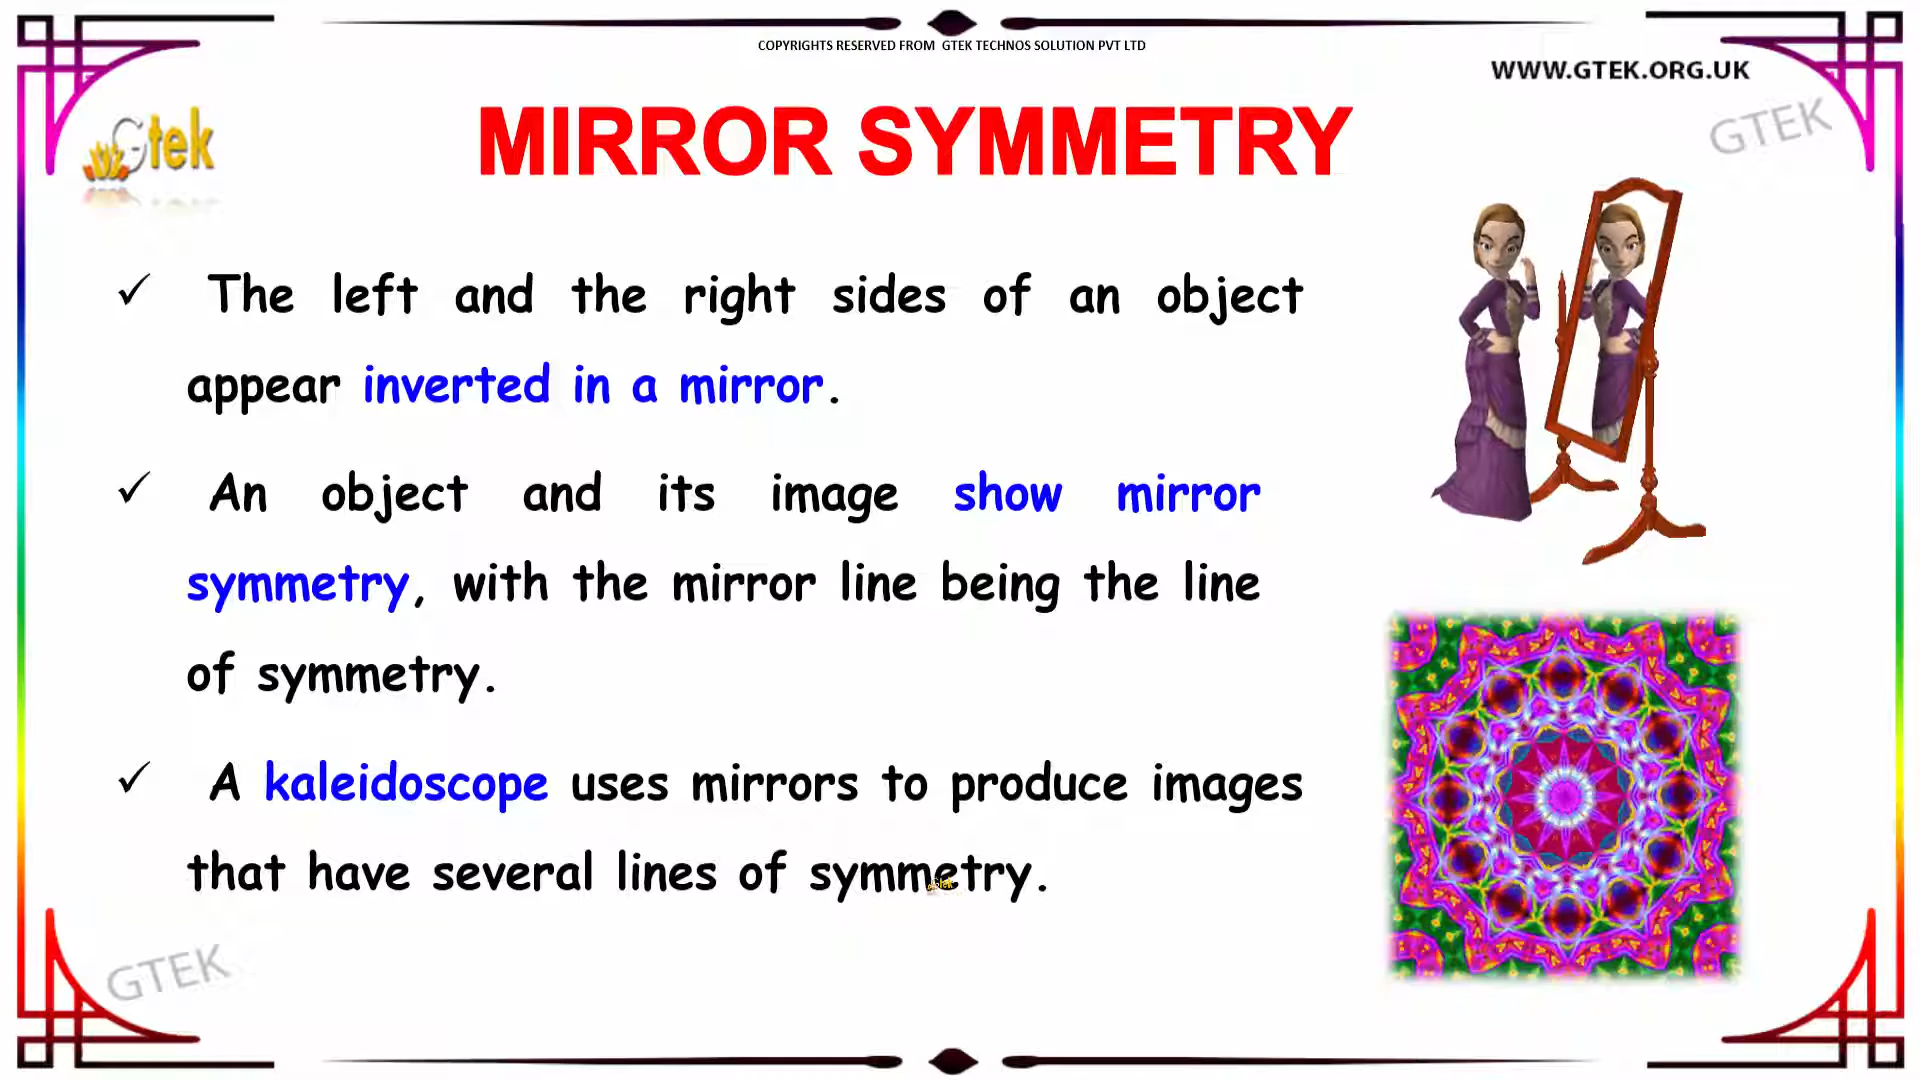 COPYRIGHTS RESERVED FROM GTEK TECHNOS SOLUTION PVT LTD
WWW.GTEK.ORG.UK
Gtek
GTEK
MIRROR SYMMETRY
✓ The left and the right sides of an object
appear inverted in a mirror.
✓ An object and its image show mirror
symmetry, with the mirror line being the line
of symmetry.
✓ A kaleidoscope uses mirrors to produce images
that have several lines of symmetry.
Gtek
GTEK